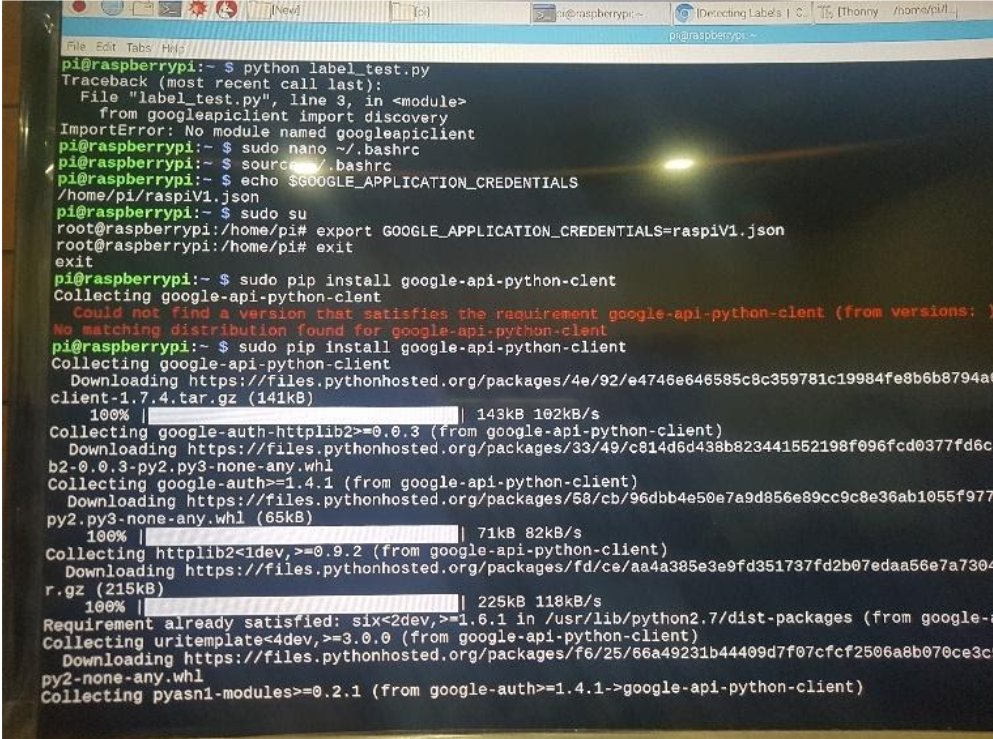 [New]
[pi]
pi@raspberrypi: ~
[Detecting Labels | C..
[Thonny /home/pi/l..
pi@raspberrypi: ~
File Edit Tabs Help
pi@raspberrypi:~ $ python label_test.py
Traceback (most recent call last):
File "label_test.py", line 3, in <module>
from googleapiclient import discovery
ImportError: No module named googleapiclient
pi@raspberrypi:~ $ sudo nano ~/.bashrc
pi@raspberrypi:~ $ source ~/.bashrc
pi@raspberrypi:~ $ echo $GOOGLE_APPLICATION_CREDENTIALS
/home/pi/raspiV1.json
pi@raspberrypi:~ $ sudo su
root@raspberrypi:/home/pi# export GOOGLE_APPLICATION_CREDENTIALS=raspiV1.json
root@raspberrypi:/home/pi# exit
exit
pi@raspberrypi:~ $ sudo pip install google-api-python-clent
Collecting google-api-python-clent
Could not find a version that satisfies the requirement google-api-python-clent (from versions: )
No matching distribution found for google-api-python-clent
pi@raspberrypi:~ $ sudo pip install google-api-python-client
Collecting google-api-python-client
Downloading https://files.pythonhosted.org/packages/4e/92/e4746e646585c8c359781c19984fe8b6b8794a
client-1.7.4.tar.gz (141kB)
100% | | 143kB 102kB/s
Collecting google-auth-httplib2>=0.0.3 (from google-api-python-client)
Downloading https://files.pythonhosted.org/packages/33/49/c814d6d438b823441552198f096fcd0377fd6c
b2-0.0.3-py2.py3-none-any.whl
Collecting google-auth>=1.4.1 (from google-api-python-client)
Downloading https://files.pythonhosted.org/packages/58/cb/96dbb4e50e7a9d856e89cc9c8e36ab1055f977
py2.py3-none-any.whl (65kB)
100% | | 71kB 82kB/s
Collecting httplib2<1dev,>=0.9.2 (from google-api-python-client)
Downloading https://files.pythonhosted.org/packages/fd/ce/aa4a385e3e9fd351737fd2b07edaa56e7a7304
r.gz (215kB)
100% | | 225kB 118kB/s
Requirement already satisfied: six<2dev,>=1.6.1 in /usr/lib/python2.7/dist-packages (from google-
Collecting uritemplate<4dev,>=3.0.0 (from google-api-python-client)
Downloading https://files.pythonhosted.org/packages/f6/25/66a49231b44409d7f07cfcf2506a8b070ce3c
py2-none-any.whl
Collecting pyasn1-modules>=0.2.1 (from google-auth>=1.4.1->google-api-python-client)